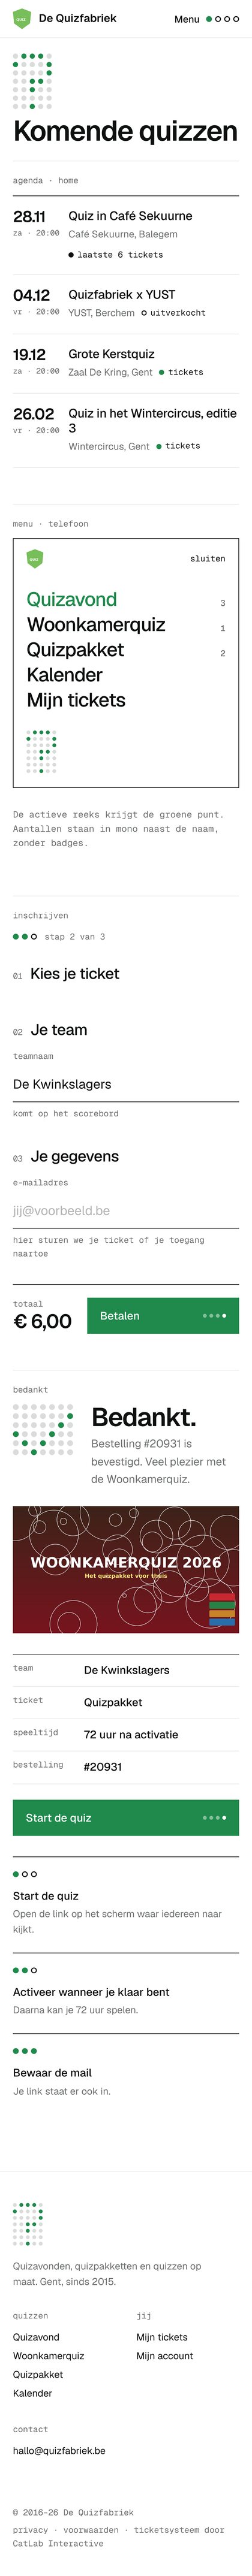 De Quizfabriek
Menu
Komende quizzen
agenda · home
28.11
za · 20:00
Quiz in Café Sekuurne
Café Sekuurne, Balegem
laatste 6 tickets
04.12
vr · 20:00
Quizfabriek x YUST
YUST, Berchem
uitverkocht
19.12
za · 20:00
Grote Kerstquiz
Zaal De Kring, Gent
tickets
26.02
vr · 20:00
Quiz in het Wintercircus, editie
3
Wintercircus, Gent
tickets
menu · telefoon
sluiten
Quizavond
3
Woonkamerquiz
1
Quizpakket
2
Kalender
Mijn tickets
De actieve reeks krijgt de groene punt.
Aantallen staan in mono naast de naam,
zonder badges.
inschrijven
stap 2 van 3
01 Kies je ticket
02 Je team
teamnaam
De Kwinkslagers
komt op het scorebord
03 Je gegevens
e-mailadres
jij@voorbeeld.be
hier sturen we je ticket of je toegang
naartoe
totaal
€ 6,00
Betalen
bedankt
Bedankt.
Bestelling #20931 is
bevestigd. Veel plezier met
de Woonkamerquiz.
WOONKAMERQUIZ 2026
Het quizpakket voor thuis
team
De Kwinkslagers
ticket
Quizpakket
speeltijd
72 uur na activatie
bestelling
#20931
Start de quiz
Start de quiz
Open de link op het scherm waar iedereen naar
kijkt.
Activeer wanneer je klaar bent
Daarna kan je 72 uur spelen.
Bewaar de mail
Je link staat er ook in.
Quizavonden, quizpakketten en quizzen op
maat. Gent, sinds 2015.
quizzen
Quizavond
Woonkamerquiz
Quizpakket
Kalender
jij
Mijn tickets
Mijn account
contact
hallo@quizfabriek.be
© 2016–26 De Quizfabriek
privacy · voorwaarden · ticketsysteem door
CatLab Interactive